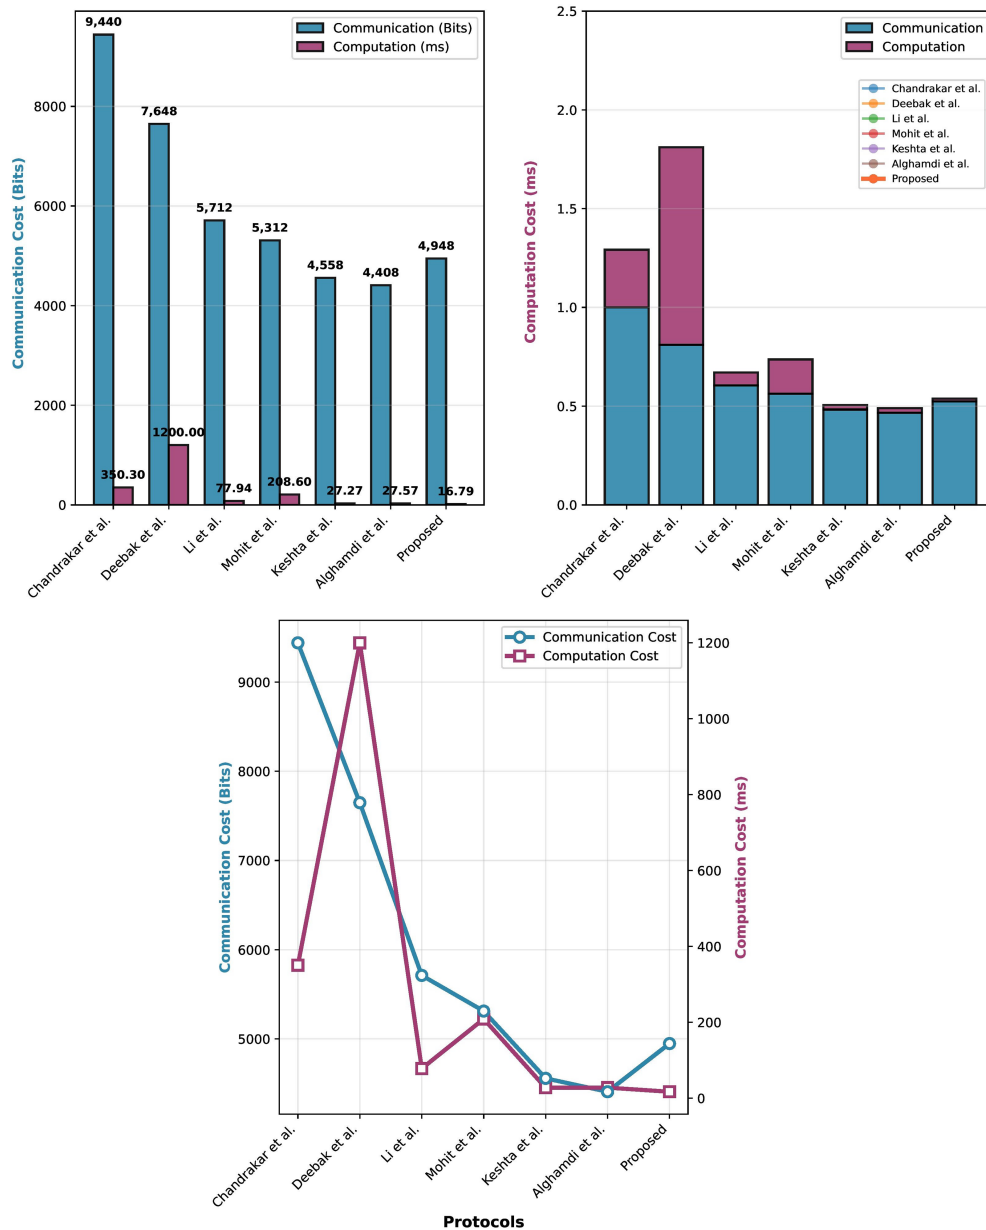 9,440
7,648
5,712
5,312
4,558
4,408
4,948
350.30
1200.00
77.94
208.60
27.27
27.57
16.79
Communication (Bits)
Computation (ms)
Communication Cost (Bits)
8000
6000
4000
2000
0
Chandrakar et al.
Deebak et al.
Li et al.
Mohit et al.
Keshta et al.
Alghamdi et al.
Proposed
Communication
Computation
Chandrakar et al.
Deebak et al.
Li et al.
Mohit et al.
Keshta et al.
Alghamdi et al.
Proposed
Computation Cost (ms)
2.5
2.0
1.5
1.0
0.5
0.0
Chandrakar et al.
Deebak et al.
Li et al.
Mohit et al.
Keshta et al.
Alghamdi et al.
Proposed
Communication Cost
Computation Cost
Communication Cost (Bits)
9000
8000
7000
6000
5000
1200
1000
800
600
400
200
0
Computation Cost (ms)
Chandrakar et al.
Deebak et al.
Li et al.
Mohit et al.
Keshta et al.
Alghamdi et al.
Proposed
Protocols